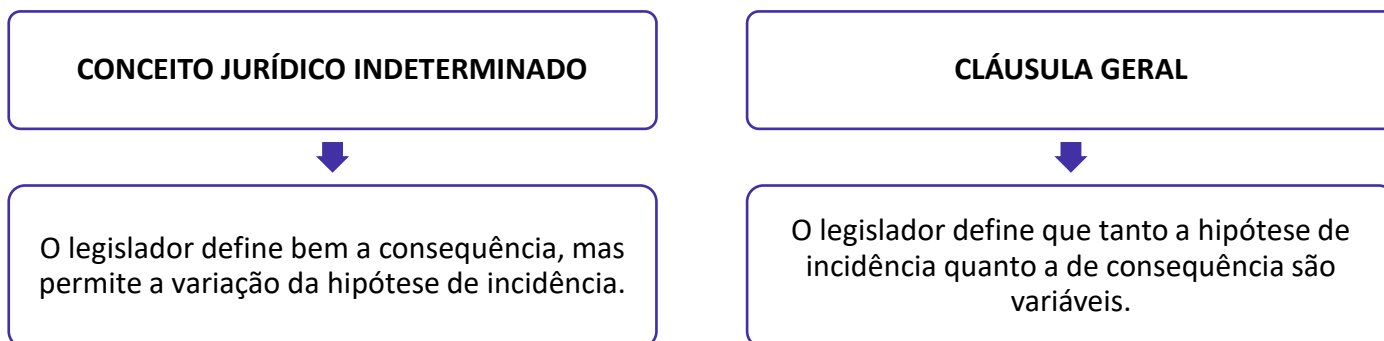 CONCEITO JURÍDICO INDETERMINADO
O legislador define bem a consequência, mas
permite a variação da hipótese de incidência.
CLÁUSULA GERAL
O legislador define que tanto a hipótese de
incidência quanto a de consequência são
variáveis.